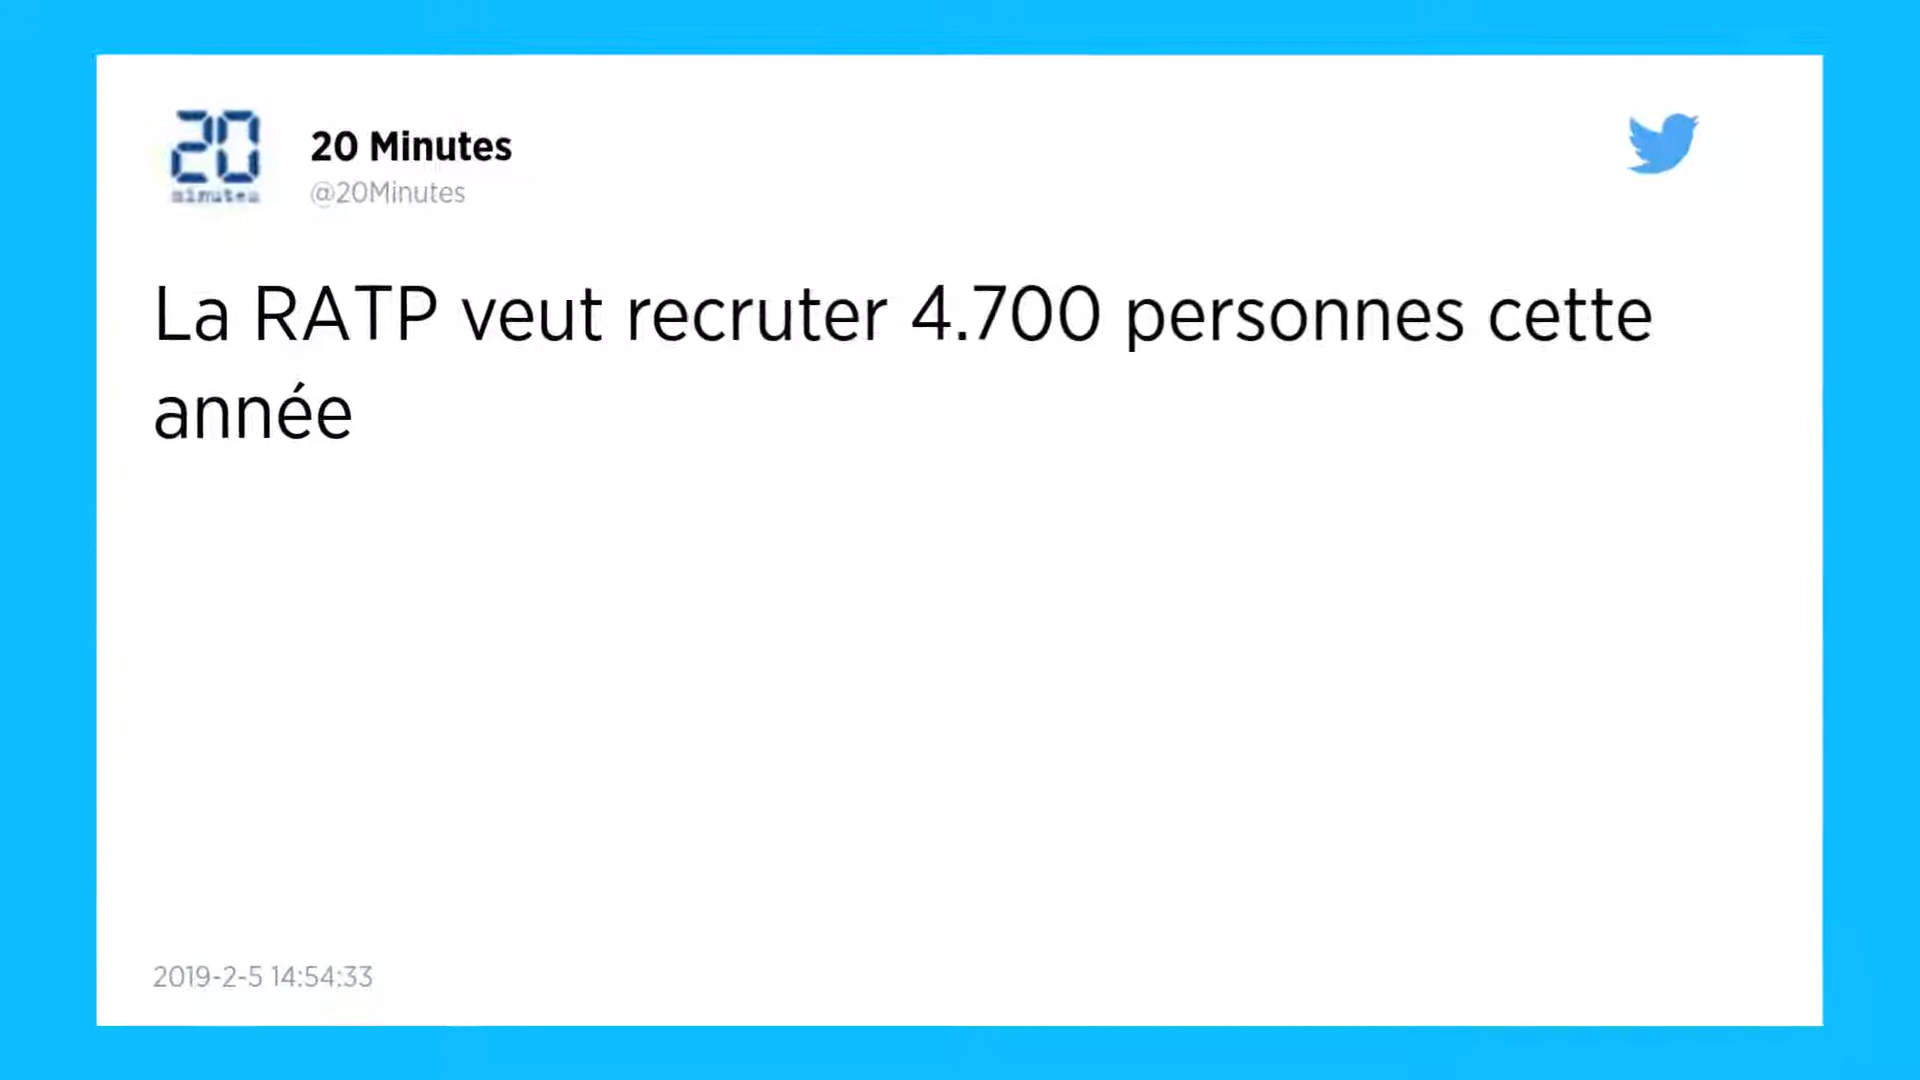 20
minutes
20 Minutes
@20Minutes
La RATP veut recruter 4.700 personnes cette
année
2019-2-5 14:54:33